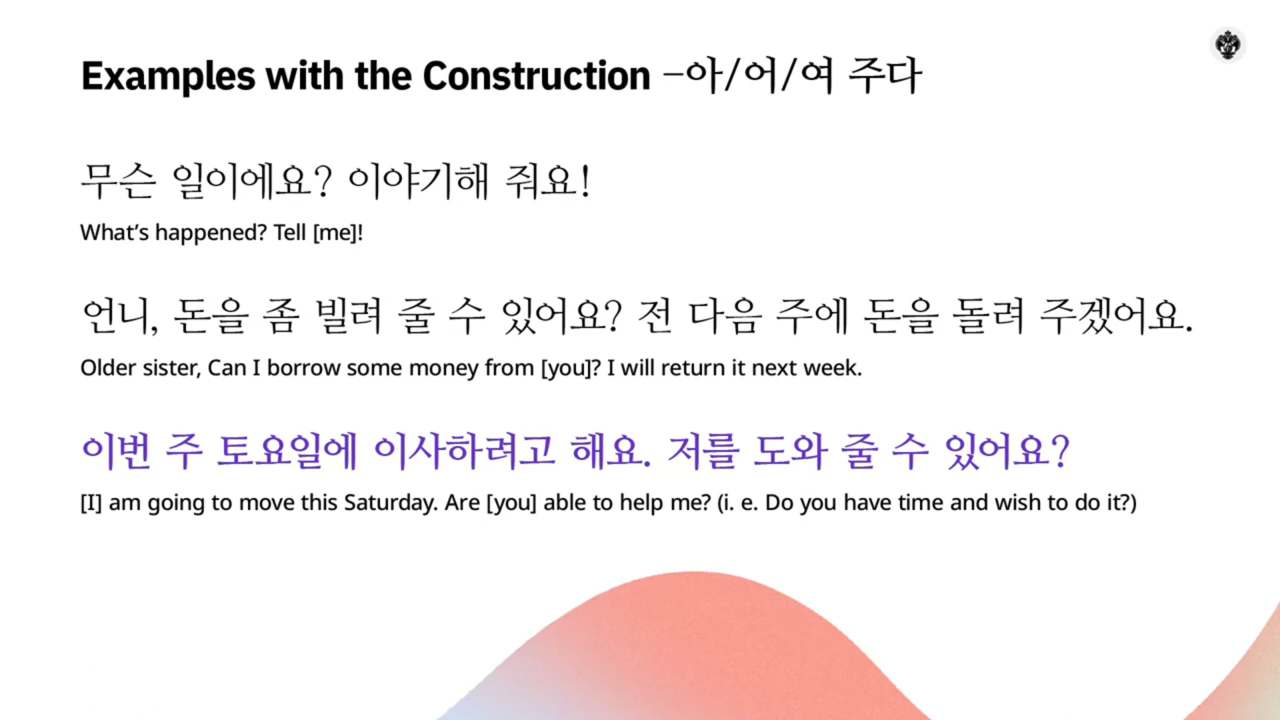 Examples with the Construction –아/어/여 주다
무슨 일이에요? 이야기해 줘요!
What's happened? Tell [me]!
언니, 돈을 좀 빌려 줄 수 있어요? 전 다음 주에 돈을 돌려 주겠어요.
Older sister, Can I borrow some money from [you]? I will return it next week.
이번 주 토요일에 이사하려고 해요. 저를 도와 줄 수 있어요?
[I] am going to move this Saturday. Are [you] able to help me? (i. e. Do you have time and wish to do it?)